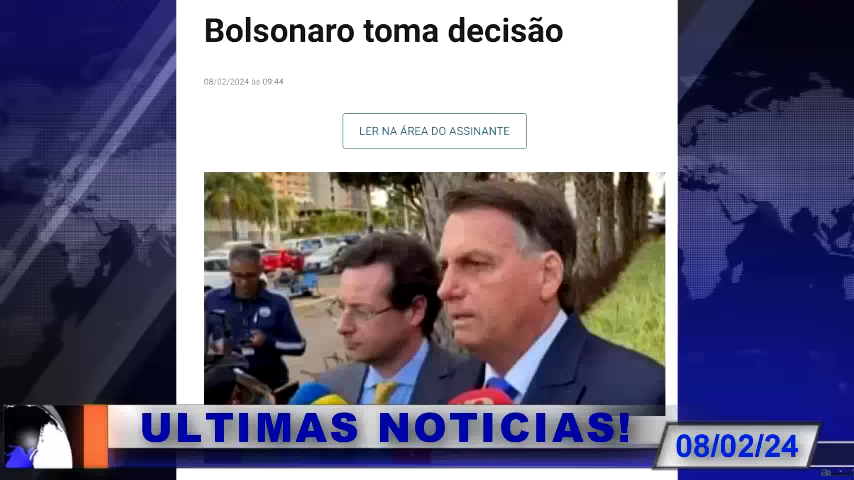 Bolsonaro toma decisão
08/02/2024 às 09:44
LER NA ÁREA DO ASSINANTE
ULTIMAS NOTICIAS!
08/02/24